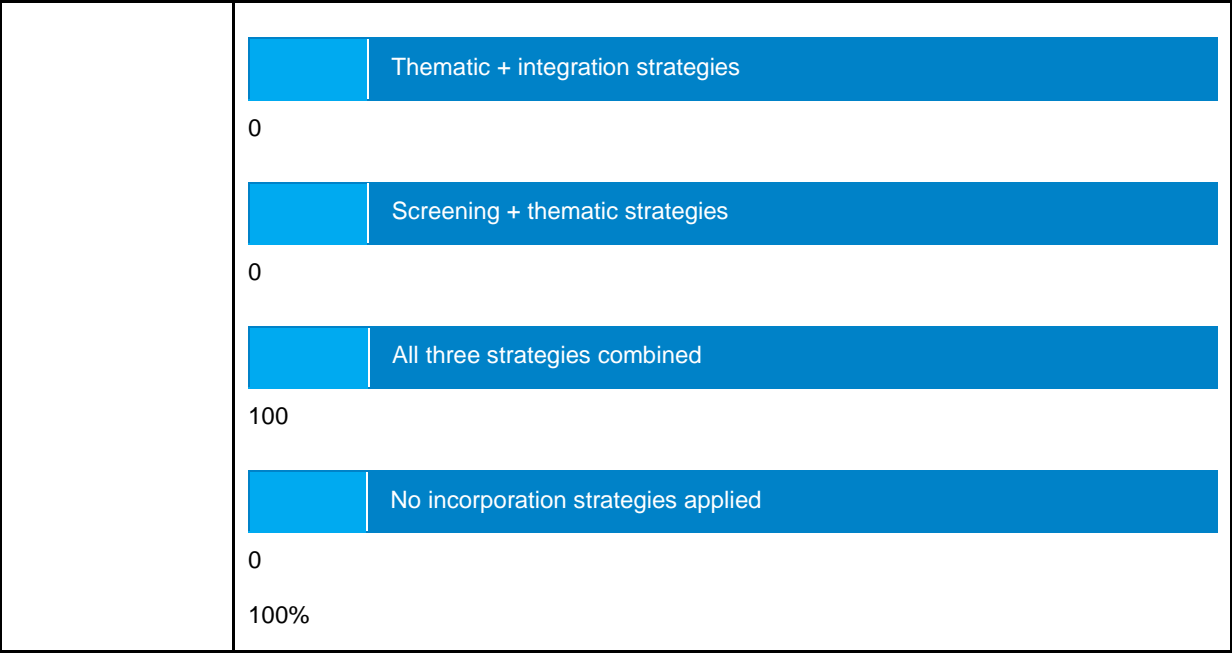 Thematic + integration strategies
0
Screening + thematic strategies
0
All three strategies combined
100
No incorporation strategies applied
0
100%